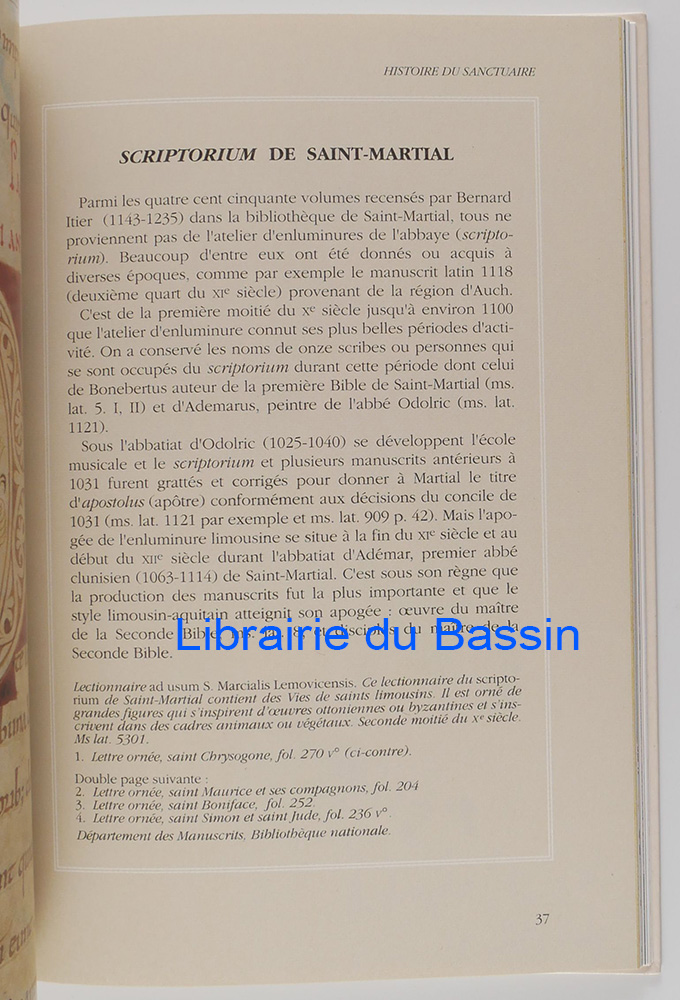 HISTOIRE DU SANCTUAIRE
SCRIPTORIUM DE SAINT-MARTIAL
Parmi les quatre cent cinquante volumes recensés par Bernard
Itier (1143-1235) dans la bibliothèque de Saint-Martial, tous ne
proviennent pas de l'atelier d'enluminures de l'abbaye (scripto-
rium). Beaucoup d'entre eux ont été donnés ou acquis à
diverses époques, comme par exemple le manuscrit latin 1118
(deuxième quart du XIe siècle) provenant de la région d'Auch.
C'est de la première moitié du Xe siècle jusqu'à environ 1100
que l'atelier d'enluminure connut ses plus belles périodes d'acti-
vité. On a conservé les noms de onze scribes ou personnes qui
se sont occupés du scriptorium durant cette période dont celui
de Bonebertus auteur de la première Bible de Saint-Martial (ms.
lat. 5. I, II) et d'Ademarus, peintre de l'abbé Odolric (ms. lat.
1121).
Sous l'abbatiat d'Odolric (1025-1040) se développent l'école
musicale et le scriptorium et plusieurs manuscrits antérieurs à
1031 furent grattés et corrigés pour donner à Martial le titre
d'apostolus (apôtre) conformément aux décisions du concile de
1031 (ms. lat. 1121 par exemple et ms. lat. 909 p. 42). Mais l'apo-
gée de l'enluminure limousine se situe à la fin du XIe siècle et au
début du XIIe siècle durant l'abbatiat d'Adémar, premier abbé
clunisien (1063-1114) de Saint-Martial. C'est sous son règne que
la production des manuscrits fut la plus importante et que le
style limousin-aquitain atteignit son apogée : œuvre du maître
de la Seconde Bible, ms. lat. 8, et disciples du maître de la
Seconde Bible.
Librairie du Bassin
Lectionnaire ad usum S. Marcialis Lemovicensis. Ce lectionnaire du scripto-
rium de Saint-Martial contient des Vies de saints limousins. Il est orné de
grandes figures qui s'inspirent d'œuvres ottoniennes ou byzantines et s'ins-
crivent dans des cadres animaux ou végétaux. Seconde moitié du Xe siècle.
Ms lat. 5301.
1. Lettre ornée, saint Chrysogone, fol. 270 v° (ci-contre).
Double page suivante :
2. Lettre ornée, saint Maurice et ses compagnons, fol. 204
3. Lettre ornée, saint Boniface, fol. 252.
4. Lettre ornée, saint Simon et saint Jude, fol. 236 v°.
Département des Manuscrits, Bibliothèque nationale.
37